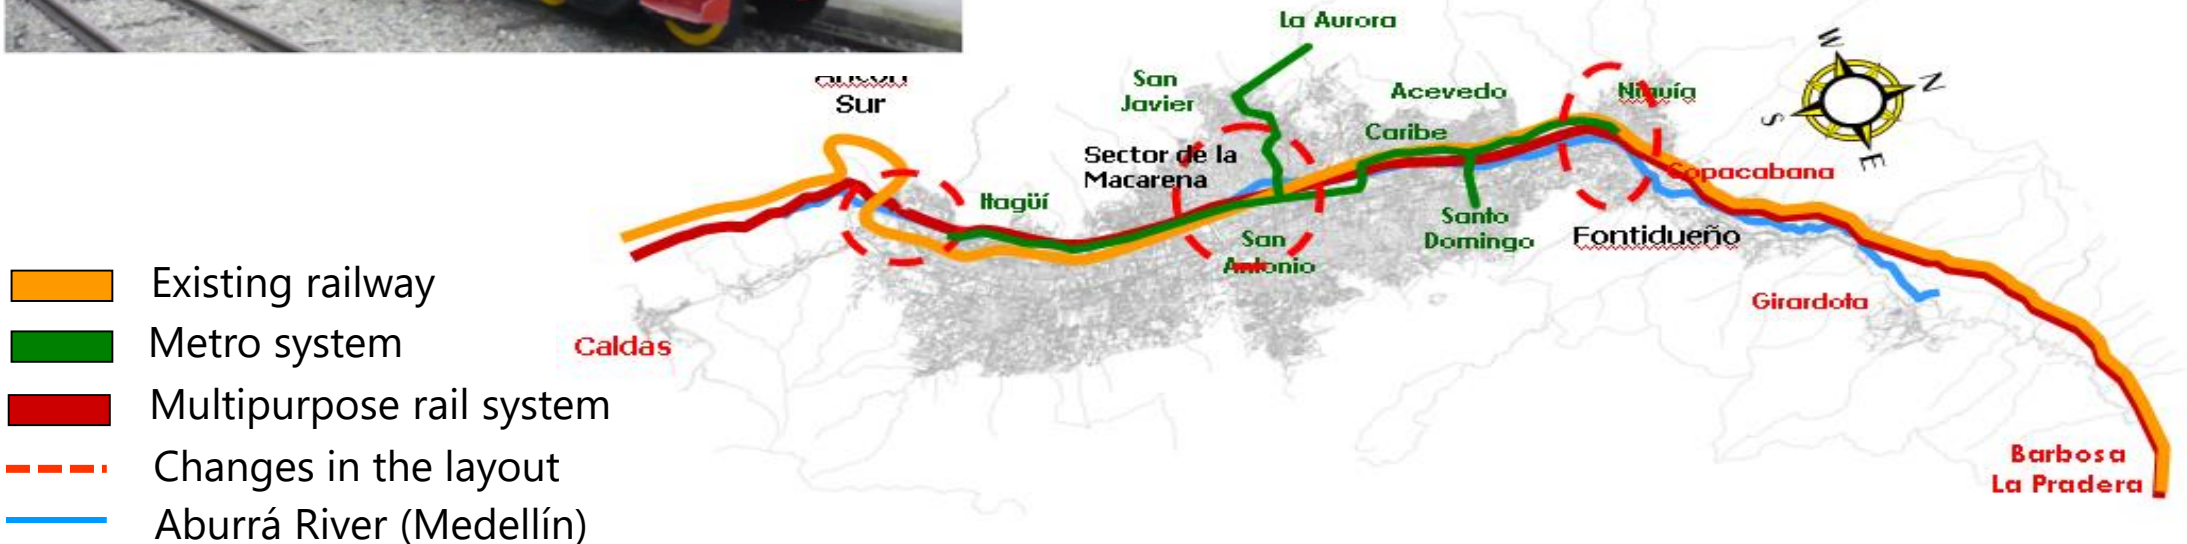 La Aurora
San
Javier
Acevedo
Niquía
Ancón
Sur
Caribe
Sector de la
Macarena
Copacabana
Itagüí
San
Antonio
Santo
Domingo
Fontidueño
Girardota
Caldas
Barbosa
La Pradera
W
N
S
E
Existing railway
Metro system
Multipurpose rail system
Changes in the layout
Aburrá River (Medellín)